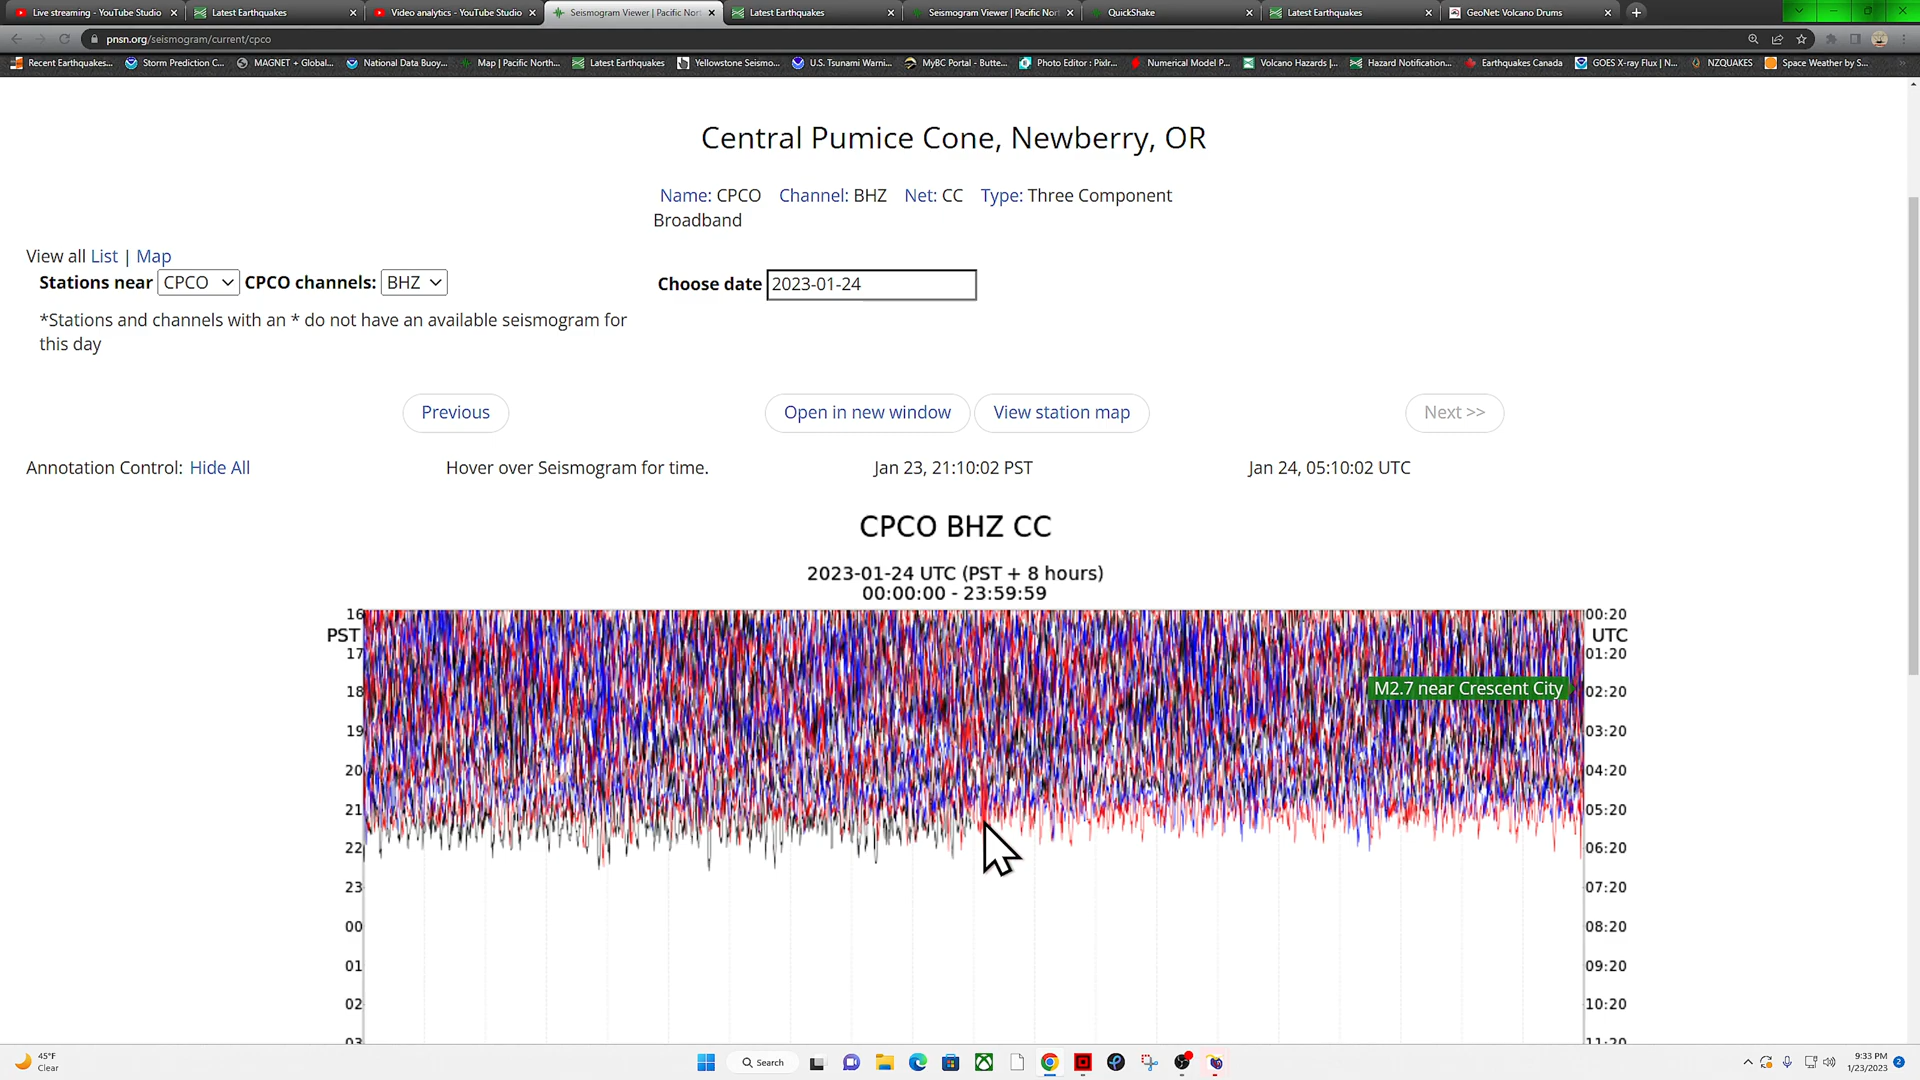 Live streaming - YouTube Studio
Latest Earthquakes
Video analytics - YouTube Studio
Seismogram Viewer | Pacific Nort
Latest Earthquakes
Seismogram Viewer | Pacific Nort
QuickShake
Latest Earthquakes
GeoNet: Volcano Drums
pnsn.org/seismogram/current/cpco
Recent Earthquakes...
Storm Prediction C...
MAGNET + Global...
National Data Buoy...
Map | Pacific North...
Latest Earthquakes
Yellowstone Seismo...
U.S. Tsunami Warni...
MyBC Portal - Butte...
Photo Editor : Pixlr...
Numerical Model P...
Volcano Hazards |...
Hazard Notification...
Earthquakes Canada
GOES X-ray Flux | N...
NZQUAKES
Space Weather by S...
Central Pumice Cone, Newberry, OR
Name: CPCO Channel: BHZ Net: CC Type: Three Component
Broadband
View all List | Map
Stations near CPCO CPCO channels: BHZ
Choose date 2023-01-24
*Stations and channels with an * do not have an available seismogram for
this day
Previous
Open in new window
View station map
Next >>
Annotation Control: Hide All
Hover over Seismogram for time.
Jan 23, 21:10:02 PST
Jan 24, 05:10:02 UTC
CPCO BHZ CC
2023-01-24 UTC (PST + 8 hours)
00:00:00 - 23:59:59
16 00:20
PST UTC
17 01:20
M2.7 near Crescent City
18 02:20
19 03:20
20 04:20
21 05:20
22 06:20
23 07:20
00 08:20
01 09:20
02 10:20
03 11:20
45°F
Clear
Search
9:33 PM
1/23/2023
2